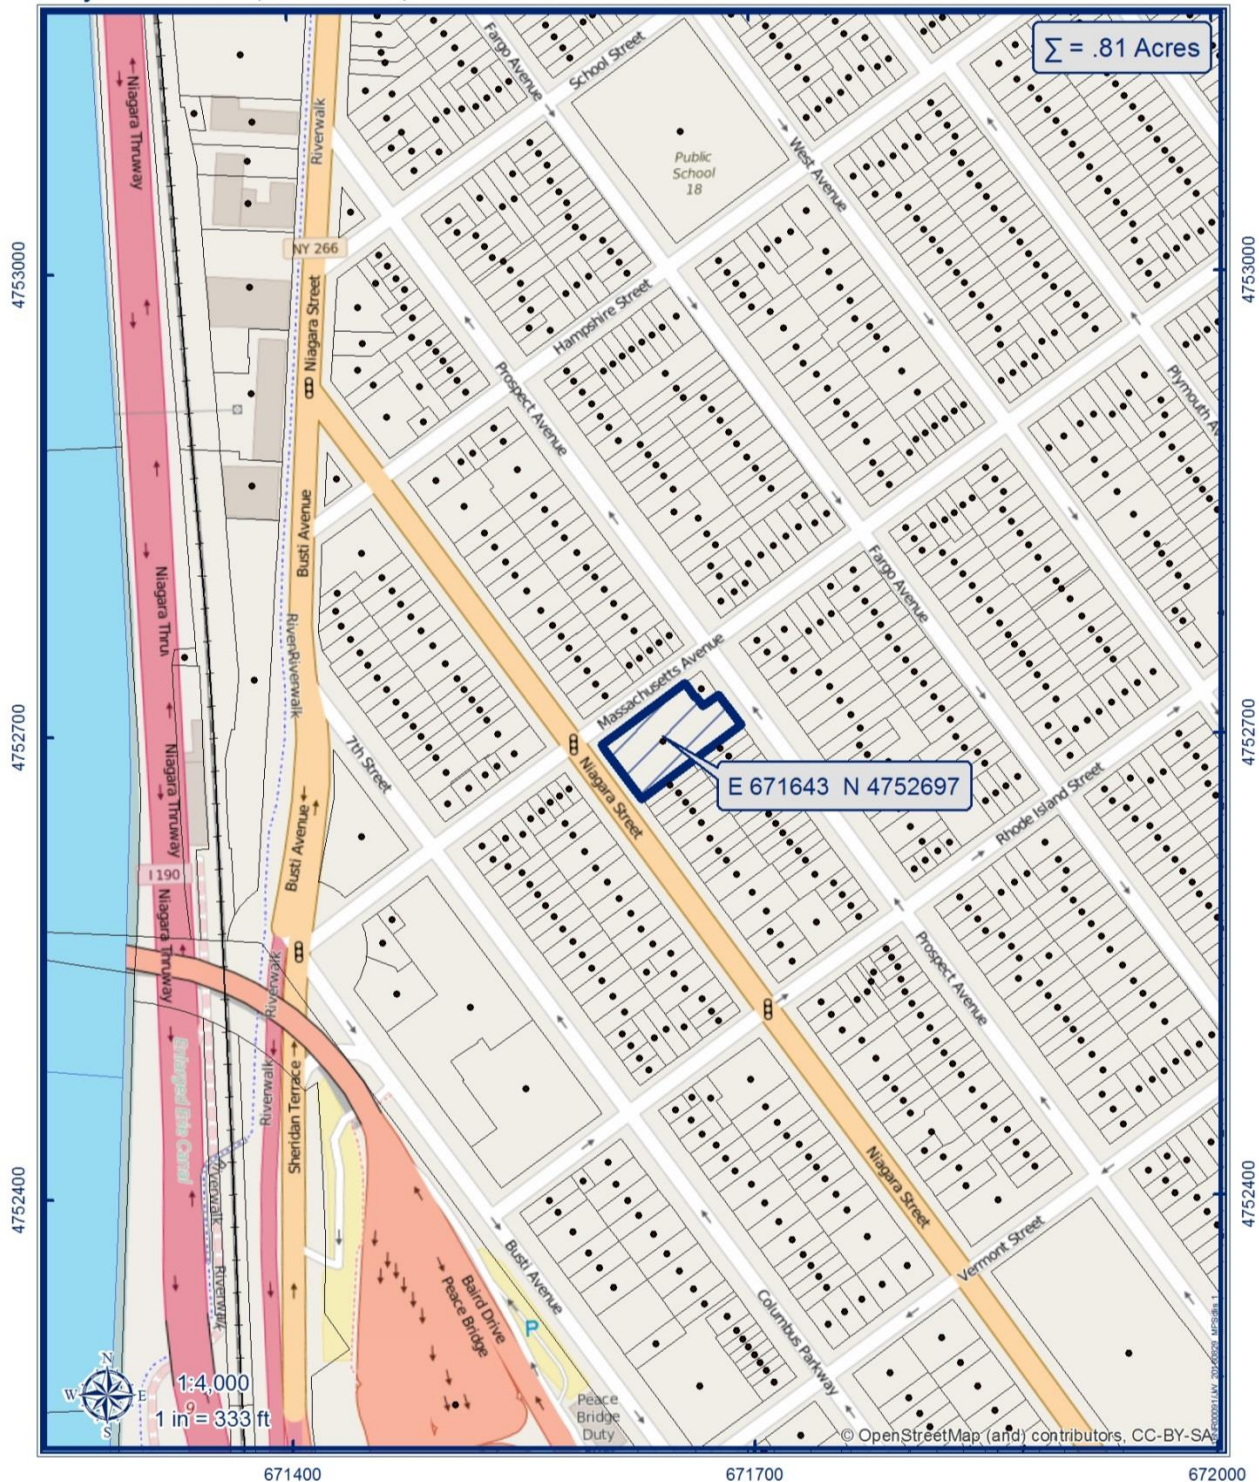 ∑ = .81 Acres
Fargo Avenue
School Street
Niagara Thruway
Riverwalk
West Avenue
Public
School
18
NY 266
4753000
4753000
Niagara Street
Hampshire Street
Prospect Avenue
Plymouth Av
Busti Avenue
Fargo Avenue
Niagara Thru
Riverwalk
Massachusetts Avenue
4752700
4752700
7th Street
Niagara Thruway
Niagara Street
E 671643 N 4752697
Rhode Island Street
Busti Avenue
I 190
Niagara Thruway
Riverwalk
Prospect Avenue
Enlarged Erie Canal
Riverwalk
Sheridan Terrace
Niagara Street
4752400
4752400
Riverwalk
Vermont Street
Busti Avenue
Riverwalk
Baird Drive
Peace Bridge
Columbus Parkway
P
N
W E
S
1:4,000
9
1 in = 333 ft
Peace
Bridge
Duty
© OpenStreetMap (and) contributors, CC-BY-SA
671400
671700
672000